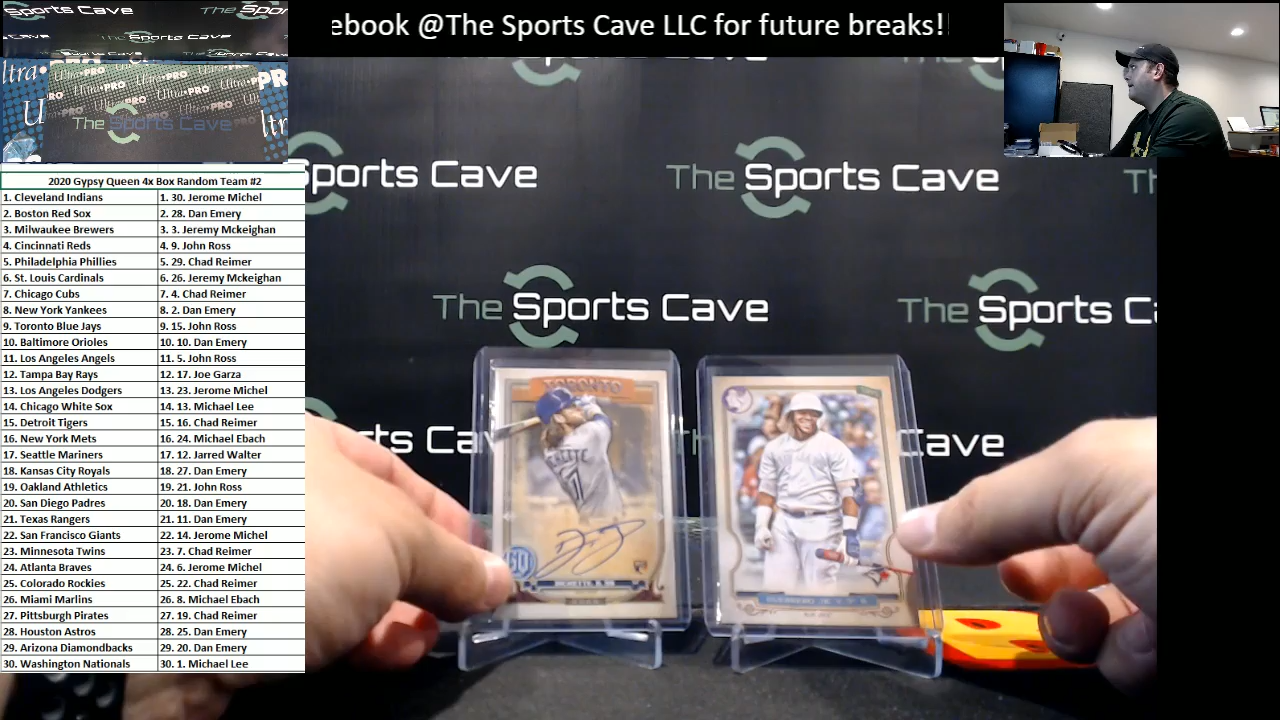 ebook @The Sports Cave LLC for future breaks!!
The Sports Cave
2020 Gypsy Queen 4x Box Random Team #2
1. Cleveland Indians 1. 30. Jerome Michel
2. Boston Red Sox 2. 28. Dan Emery
3. Milwaukee Brewers 3. 3. Jeremy Mckeighan
4. Cincinnati Reds 4. 9. John Ross
5. Philadelphia Phillies 5. 29. Chad Reimer
6. St. Louis Cardinals 6. 26. Jeremy Mckeighan
7. Chicago Cubs 7. 4. Chad Reimer
8. New York Yankees 8. 2. Dan Emery
9. Toronto Blue Jays 9. 15. John Ross
10. Baltimore Orioles 10. 10. Dan Emery
11. Los Angeles Angels 11. 5. John Ross
12. Tampa Bay Rays 12. 17. Joe Garza
13. Los Angeles Dodgers 13. 23. Jerome Michel
14. Chicago White Sox 14. 13. Michael Lee
15. Detroit Tigers 15. 16. Chad Reimer
16. New York Mets 16. 24. Michael Ebach
17. Seattle Mariners 17. 12. Jarred Walter
18. Kansas City Royals 18. 27. Dan Emery
19. Oakland Athletics 19. 21. John Ross
20. San Diego Padres 20. 18. Dan Emery
21. Texas Rangers 21. 11. Dan Emery
22. San Francisco Giants 22. 14. Jerome Michel
23. Minnesota Twins 23. 7. Chad Reimer
24. Atlanta Braves 24. 6. Jerome Michel
25. Colorado Rockies 25. 22. Chad Reimer
26. Miami Marlins 26. 8. Michael Ebach
27. Pittsburgh Pirates 27. 19. Chad Reimer
28. Houston Astros 28. 25. Dan Emery
29. Arizona Diamondbacks 29. 20. Dan Emery
30. Washington Nationals 30. 1. Michael Lee
Sports Cave
The Sports Cave
The Sports Cave
The Sports
TORONTO
GQ